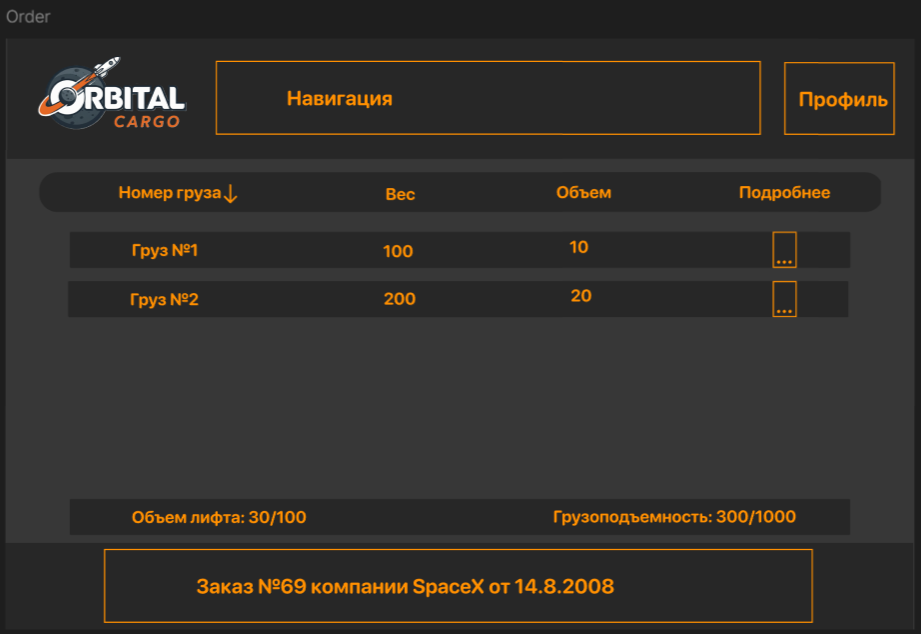 Order
ORBITAL
CARGO
Навигация
Профиль
Номер груза↓ Вес Объем Подробнее
Груз №1 100 10 ...
Груз №2 200 20 ...
Объем лифта: 30/100 Грузоподъемность: 300/1000
Заказ №69 компании SpaceX от 14.8.2008